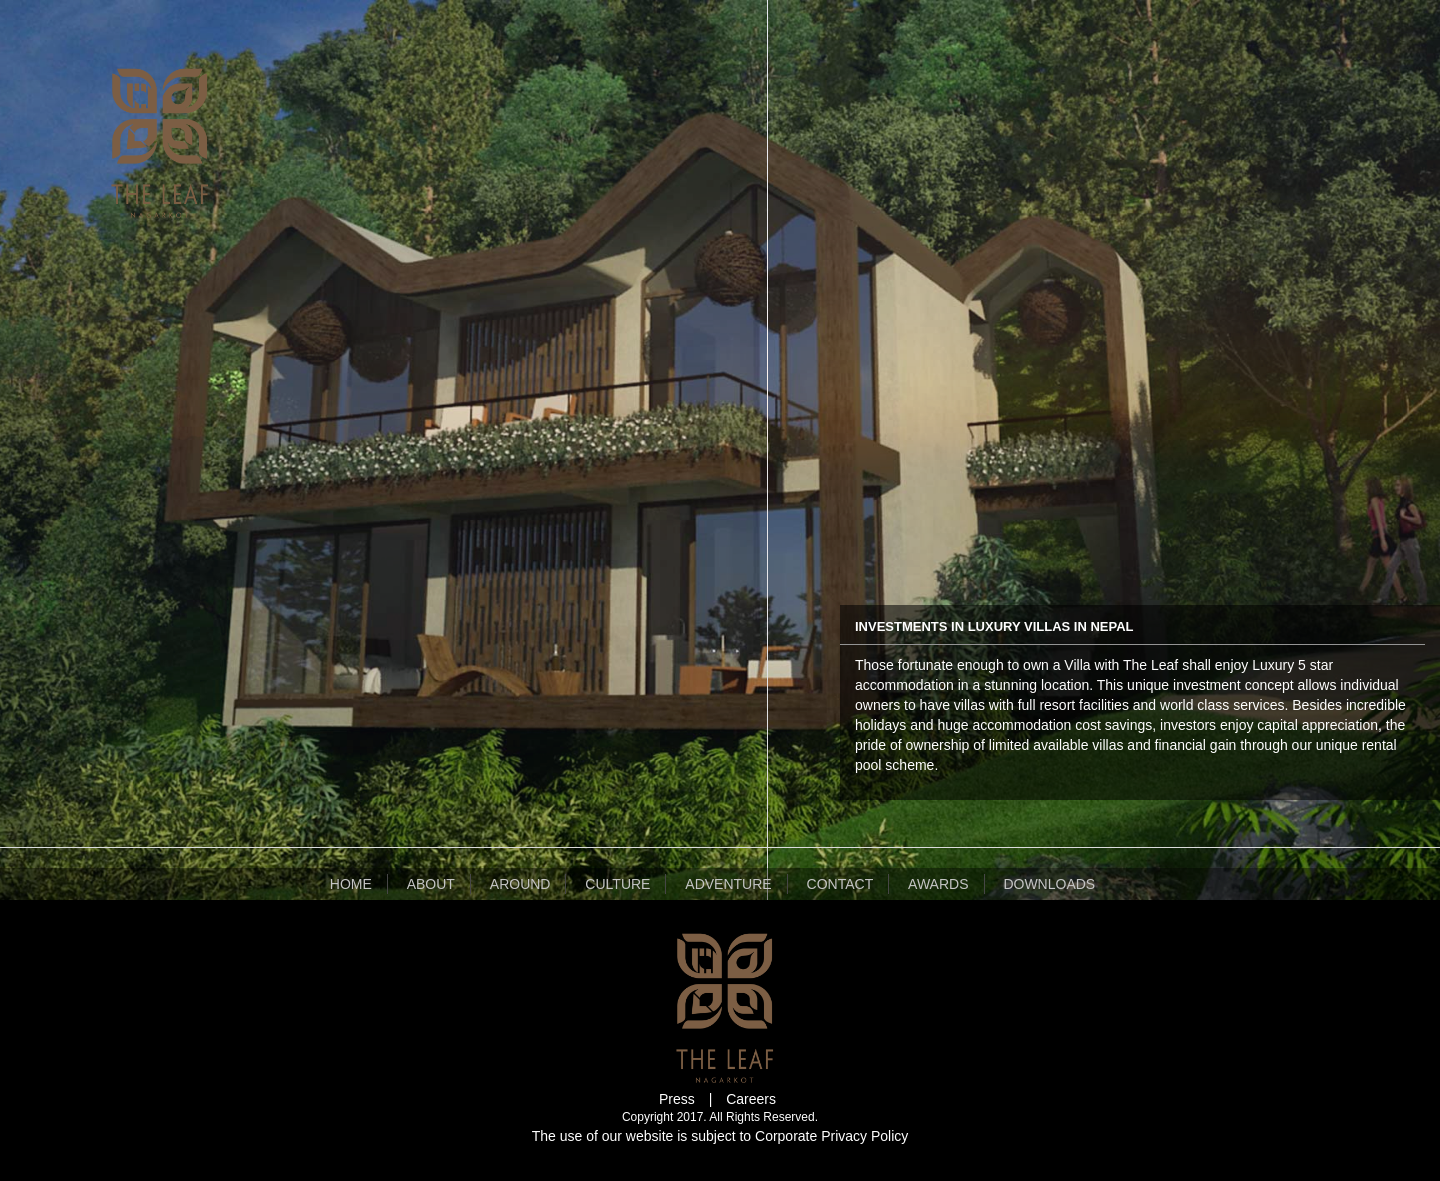 THE LEAF
INVESTMENTS IN LUXURY VILLAS IN NEPAL
Those fortunate enough to own a Villa with The Leaf shall enjoy Luxury 5 star
accommodation in a stunning location. This unique investment concept allows individual
owners to have villas with full resort facilities and world class services. Besides incredible
holidays and huge accommodation cost savings, investors enjoy capital appreciation, the
pride of ownership of limited available villas and financial gain through our unique rental
pool scheme.
HOME ABOUT AROUND CULTURE ADVENTURE CONTACT AWARDS DOWNLOADS
THE LEAF
NAGARKOT
Press | Careers
Copyright 2017. All Rights Reserved.
The use of our website is subject to Corporate Privacy Policy